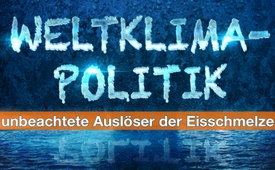 WELTKLIMA-
POLITIK
unbeachtete Auslöser der Eisschmelze